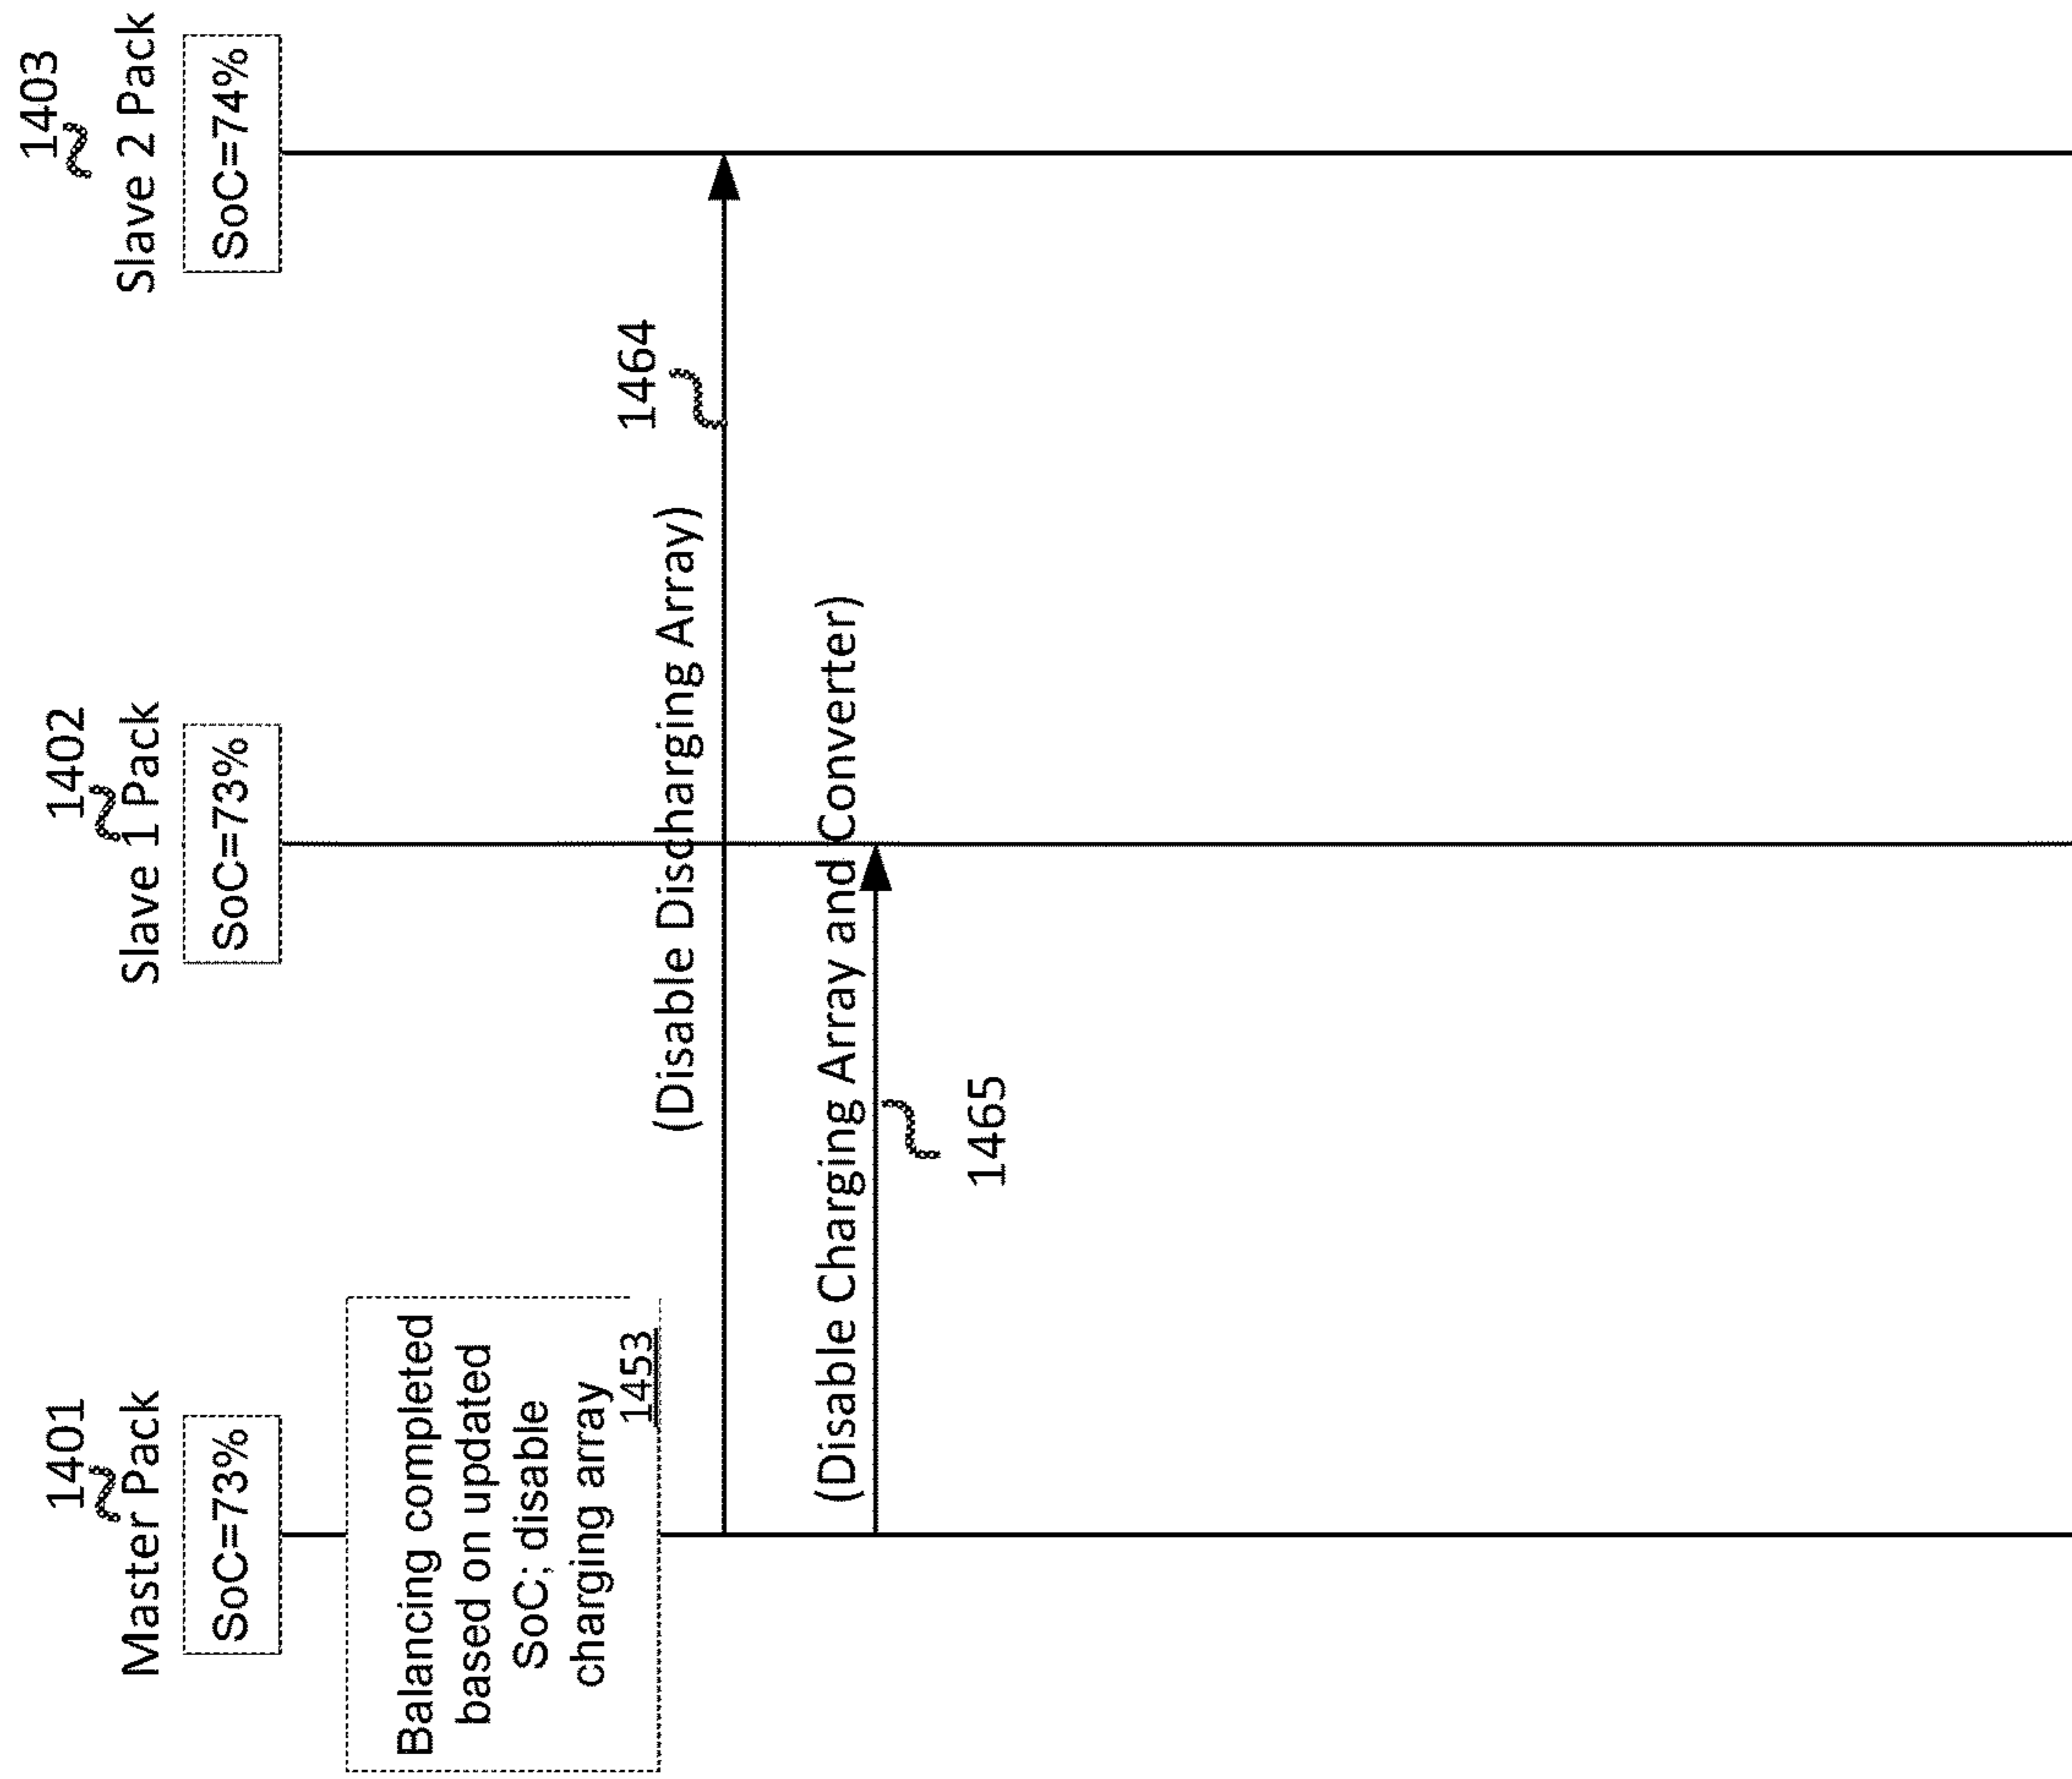 1401
Master Pack
SoC=73%
1402
Slave 1 Pack
SoC=73%
1403
Slave 2 Pack
SoC=74%
Balancing completed
based on updated
SoC; disable
charging array
1453
(Disable Discharging Array)
1464
(Disable Charging Array and Converter)
1465